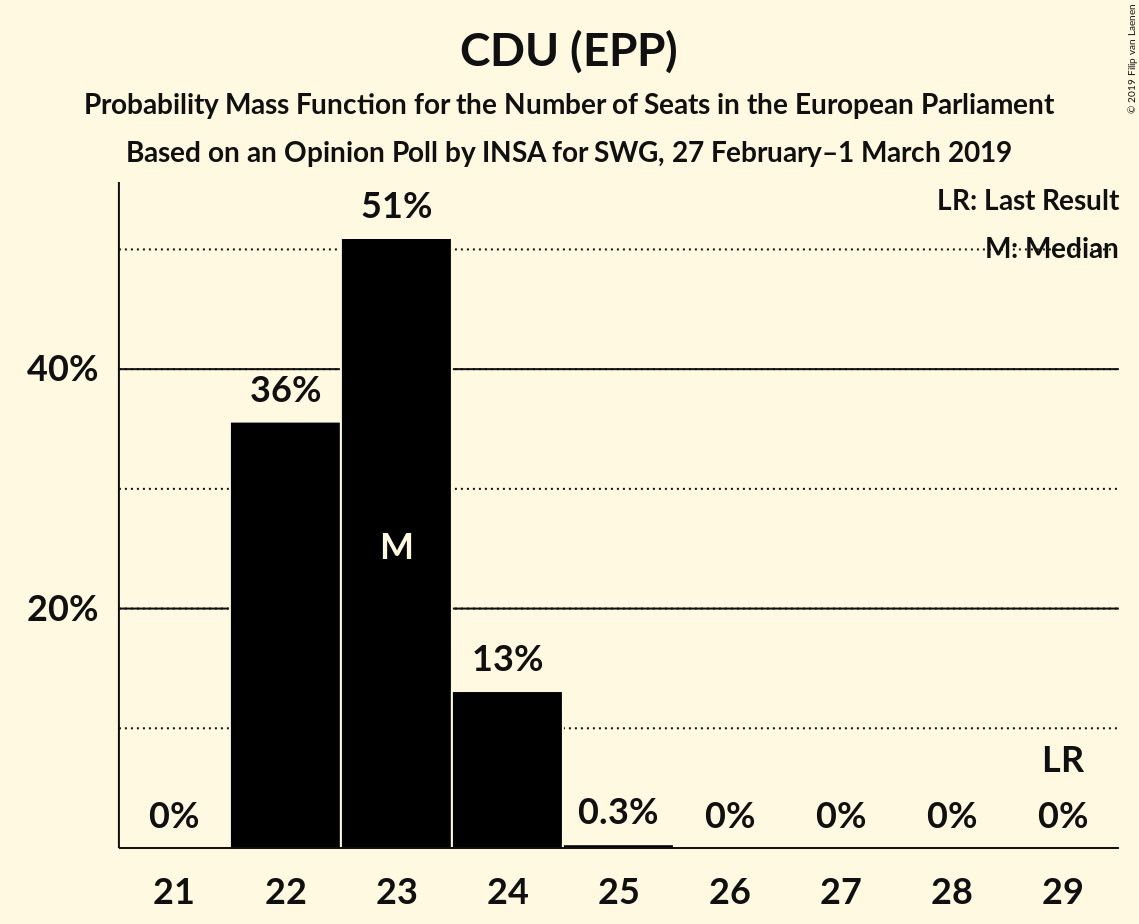 CDU (EPP)
Probability Mass Function for the Number of Seats in the European Parliament
Based on an Opinion Poll by INSA for SWG, 27 February–1 March 2019
© 2019 Filip van Laenen
LR: Last Result
M: Median
51%
40%
36%
M
20%
13%
LR
0%
0.3%
0%
0%
0%
0%
21
22
23
24
25
26
27
28
29